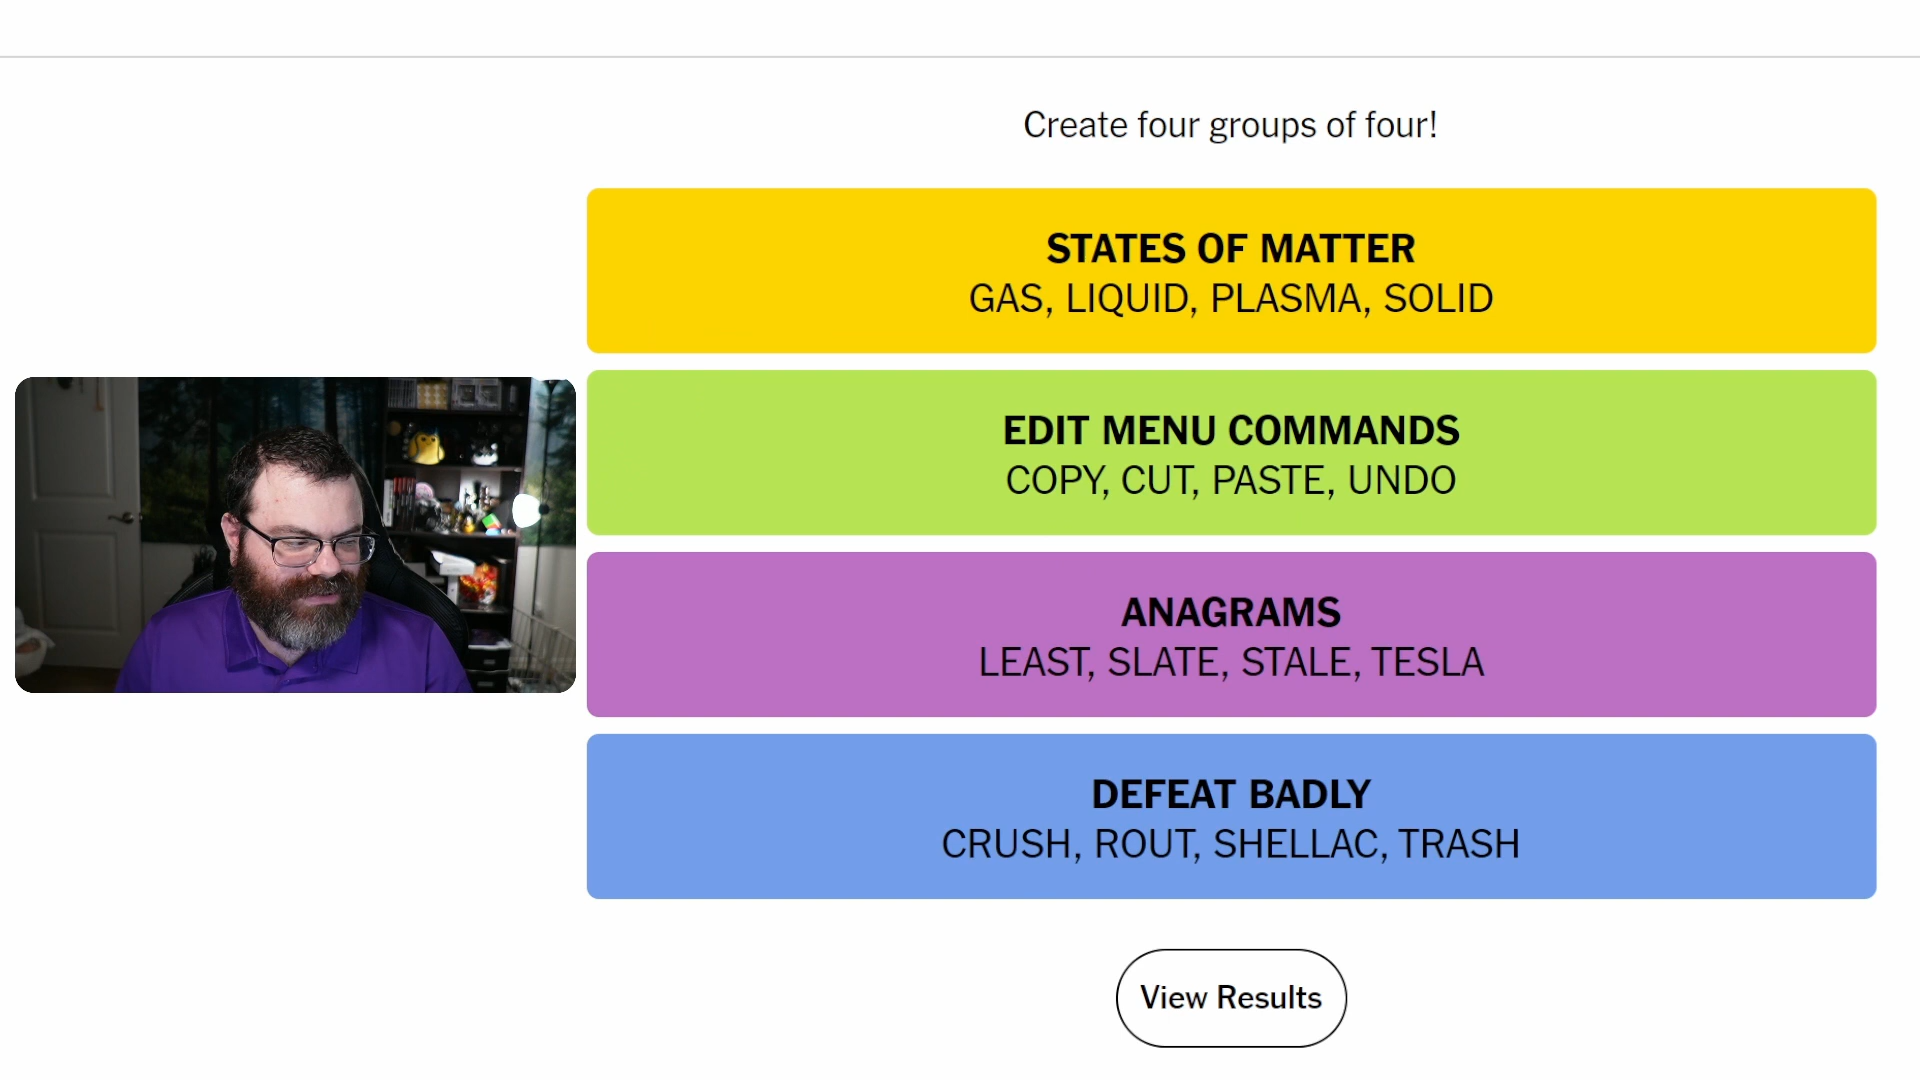 Create four groups of four!
STATES OF MATTER
GAS, LIQUID, PLASMA, SOLID
EDIT MENU COMMANDS
COPY, CUT, PASTE, UNDO
ANAGRAMS
LEAST, SLATE, STALE, TESLA
DEFEAT BADLY
CRUSH, ROUT, SHELLAC, TRASH
View Results